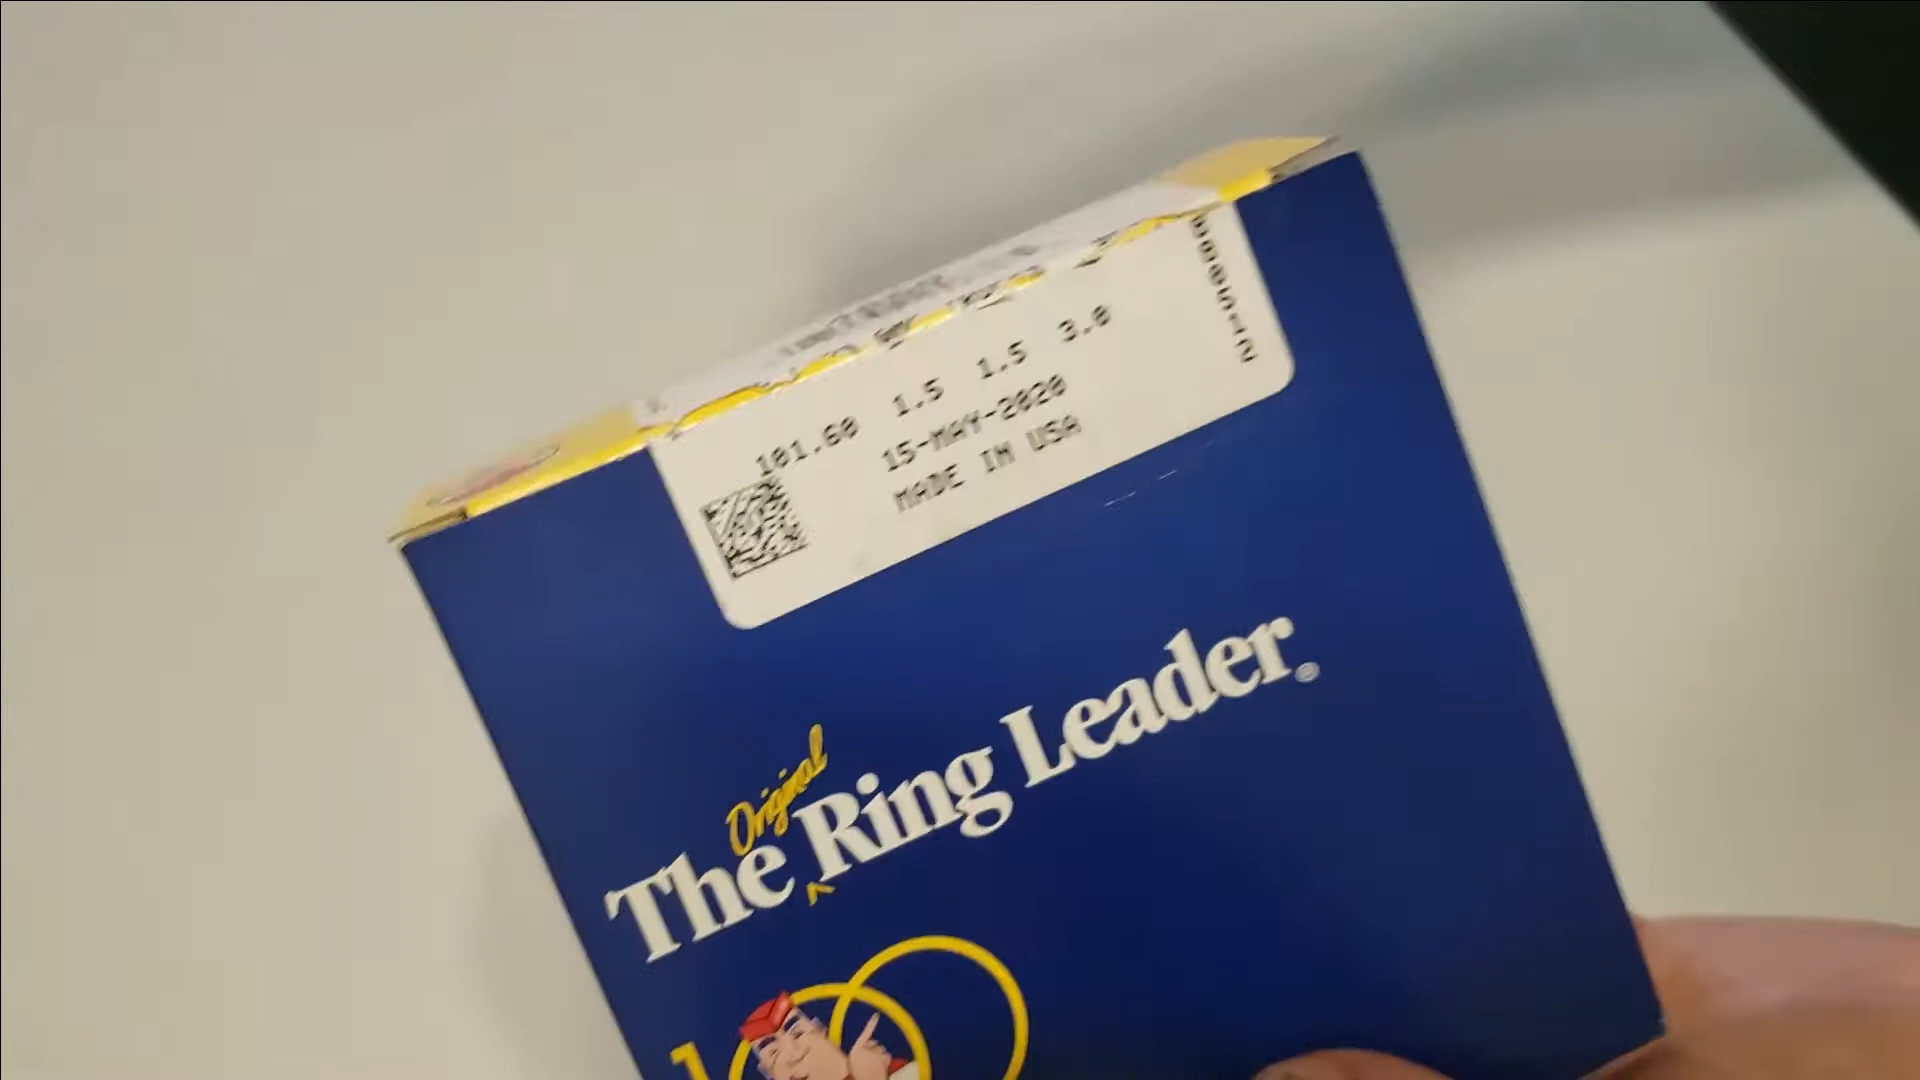 101.60 1.5 1.5 3.0
15-MAY-2020
MADE IN USA
The Original Ring Leader®